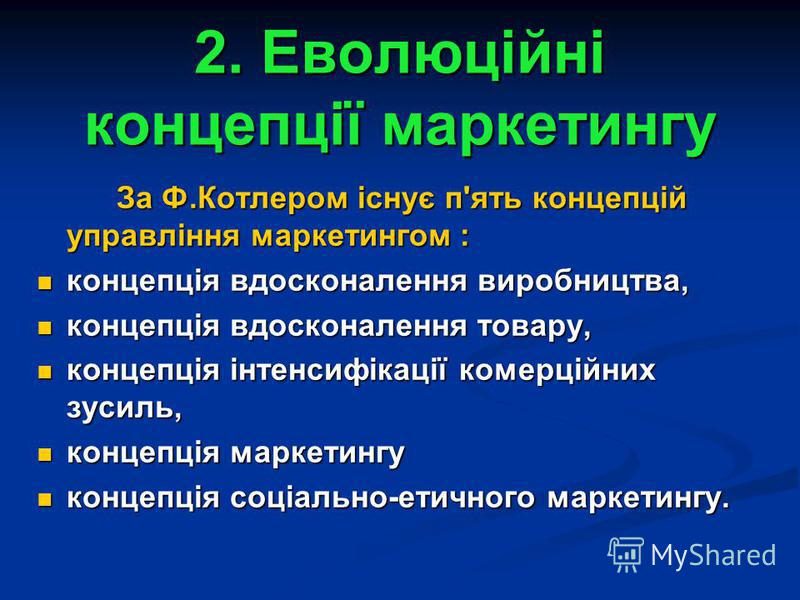 2. Еволюційні
концепції маркетингу
За Ф.Котлером існує п'ять концепцій
управління маркетингом :
концепція вдосконалення виробництва,
концепція вдосконалення товару,
концепція інтенсифікації комерційних
зусиль,
концепція маркетингу
концепція соціально-етичного маркетингу.
MyShared